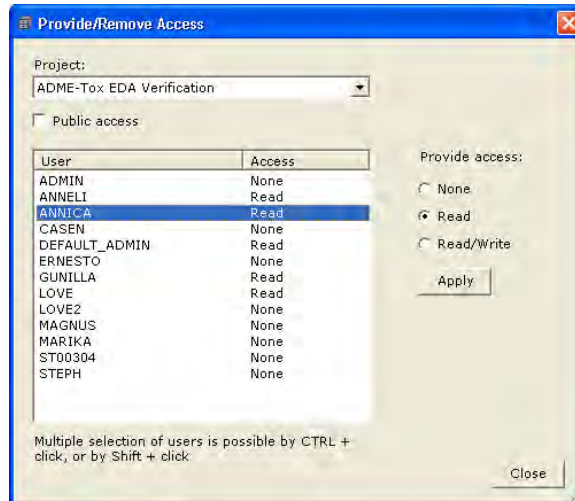 Provide/Remove Access
Project:
ADME-Tox EDA Verification
Public access
User Access
ADMIN None
ANNELI Read
ANNICA Read
CASEN None
DEFAULT_ADMIN Read
ERNESTO None
GUNILLA Read
LOVE Read
LOVE2 None
MAGNUS None
MARIKA None
ST00304 None
STEPH None
Provide access:
None
Read
Read/Write
Apply
Multiple selection of users is possible by CTRL +
click, or by Shift + click
Close